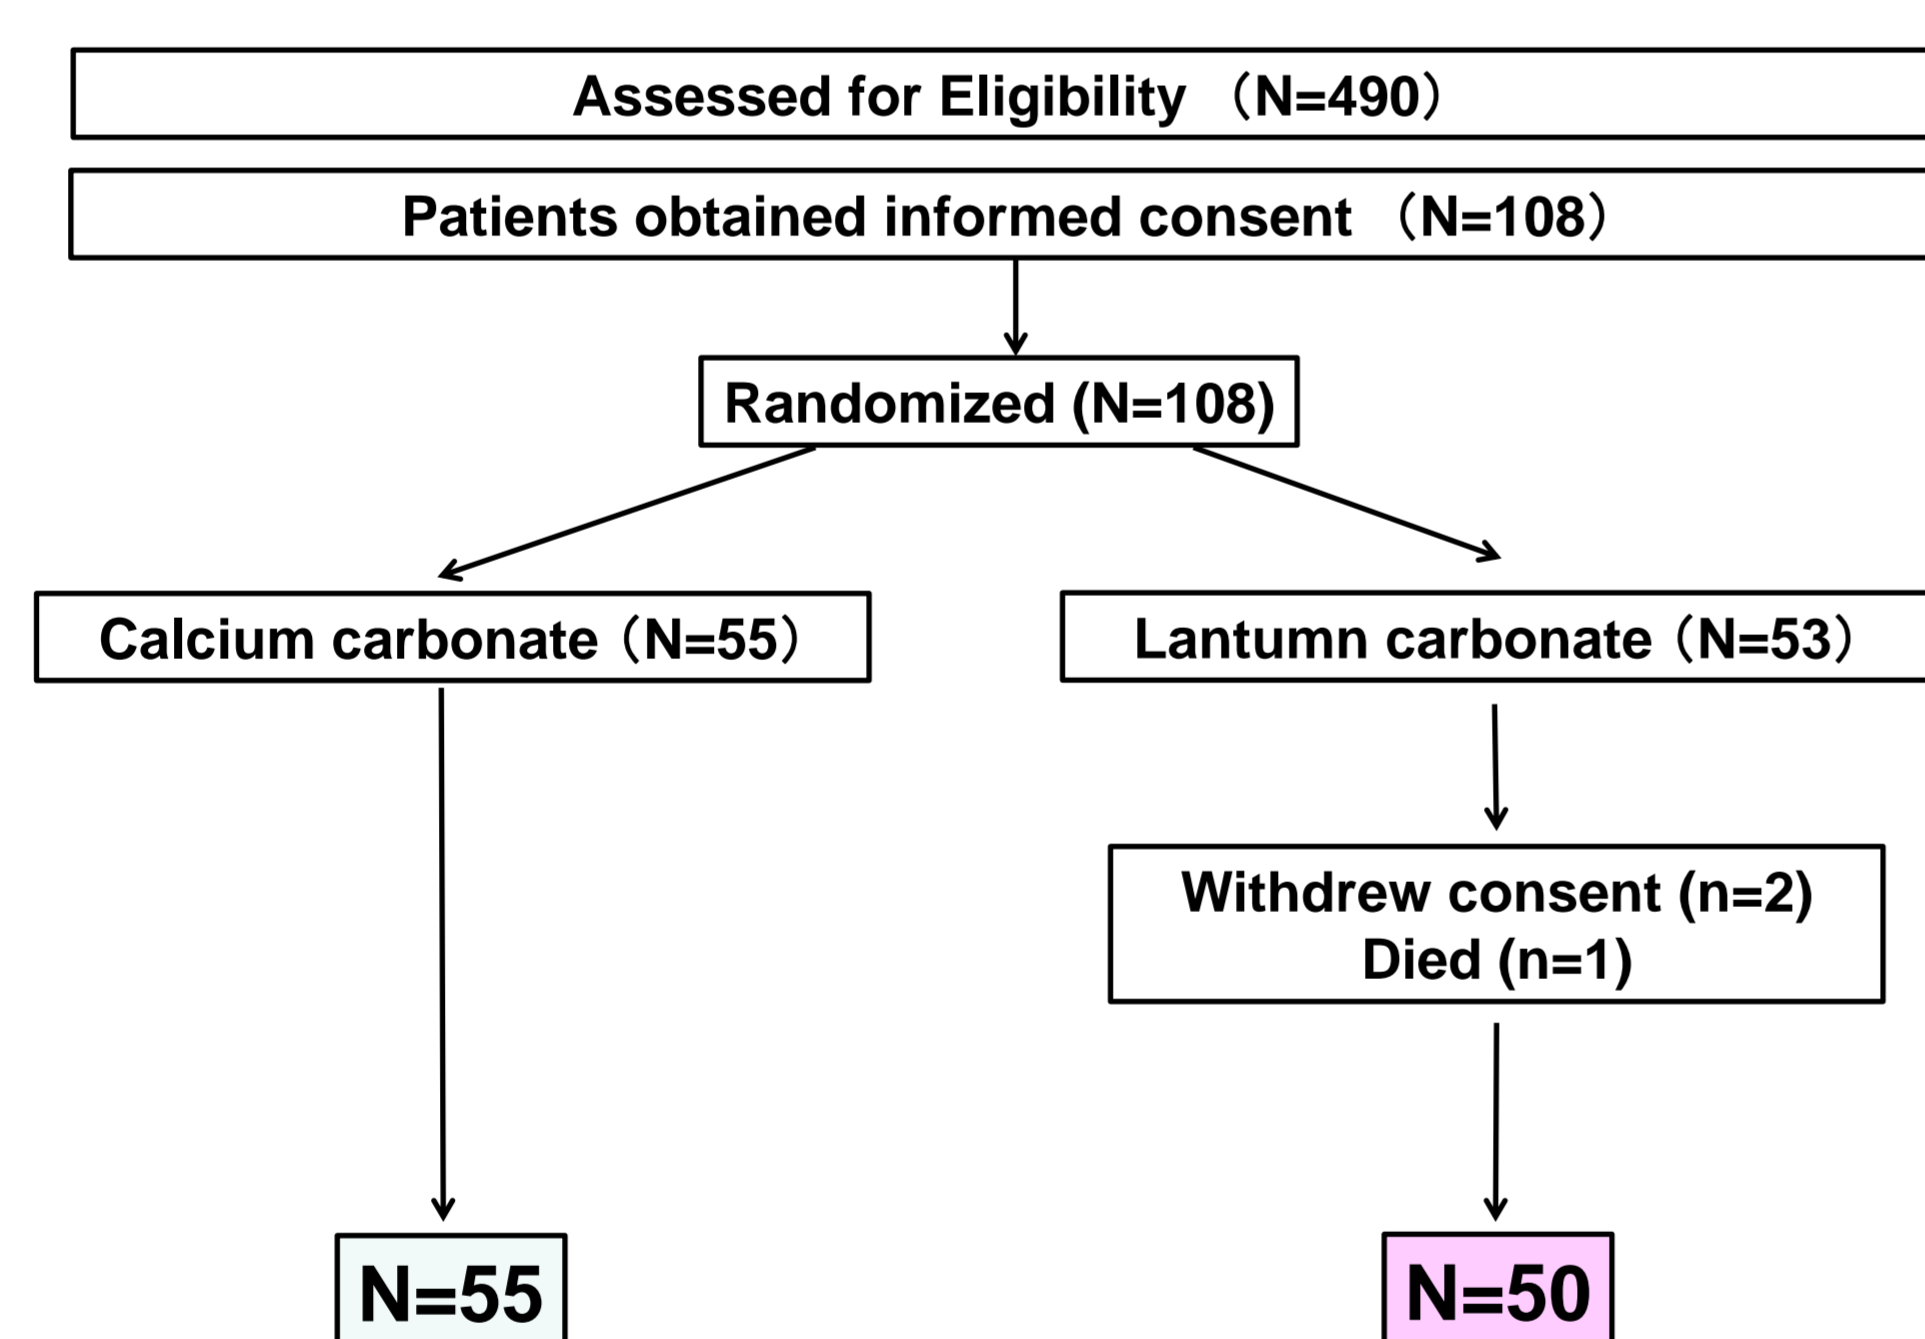 Assessed for Eligibility （N=490）
Patients obtained informed consent （N=108）
Randomized (N=108)
Calcium carbonate（N=55）
Lantumn carbonate（N=53）
Withdrew consent (n=2)
Died (n=1)
N=55
N=50